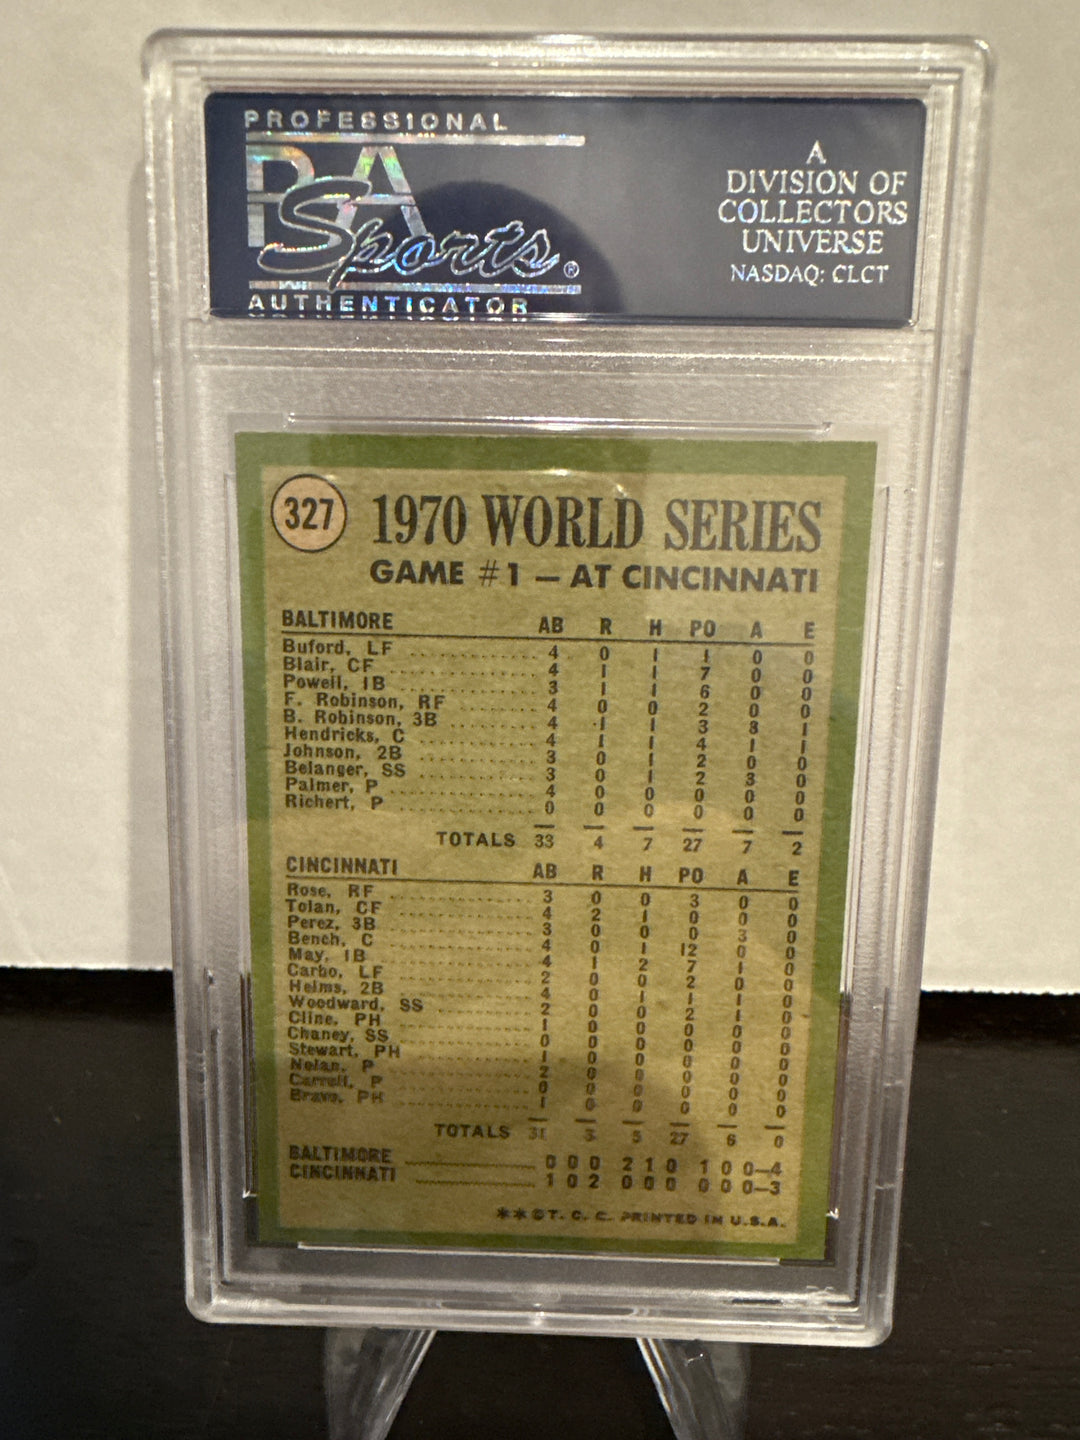 PROFESSIONAL
PSA
Sports®
AUTHENTICATOR
A
DIVISION OF
COLLECTORS
UNIVERSE
NASDAQ: CLCT
327
1970 WORLD SERIES
GAME #1 — AT CINCINNATI
BALTIMORE AB R H PO A E
Buford, LF 4 0 1 1 0 0
Blair, CF 4 1 1 7 0 0
Powell, 1B 3 1 1 6 0 0
F. Robinson, RF 4 0 0 2 0 0
B. Robinson, 3B 4 1 1 3 3 1
Hendricks, C 4 1 1 4 1 1
Johnson, 2B 3 0 1 2 0 0
Belanger, SS 3 0 1 2 3 0
Palmer, P 4 0 0 0 0 0
Richert, P 0 0 0 0 0 0
TOTALS 33 4 7 27 7 2
CINCINNATI AB R H PO A E
Rose, RF 3 0 0 3 0 0
Tolan, CF 4 2 1 0 0 0
Perez, 3B 3 0 0 0 3 0
Bench, C 4 0 1 12 0 0
May, 1B 4 1 2 7 1 0
Carbo, LF 2 0 0 2 0 0
Helms, 2B 4 0 1 1 1 0
Woodward, SS 2 0 0 2 1 0
Cline, PH 1 0 0 0 0 0
Chaney, SS 0 0 0 0 0 0
Stewart, PH 1 0 0 0 0 0
Nolan, P 2 0 0 0 0 0
Carroll, P 0 0 0 0 0 0
Bravo, PH 1 0 0 0 0 0
TOTALS 31 3 5 27 6 0
BALTIMORE 0 0 0 2 1 0 1 0 0—4
CINCINNATI 1 0 2 0 0 0 0 0 0—3
**©T. C. C. PRINTED IN U.S.A.